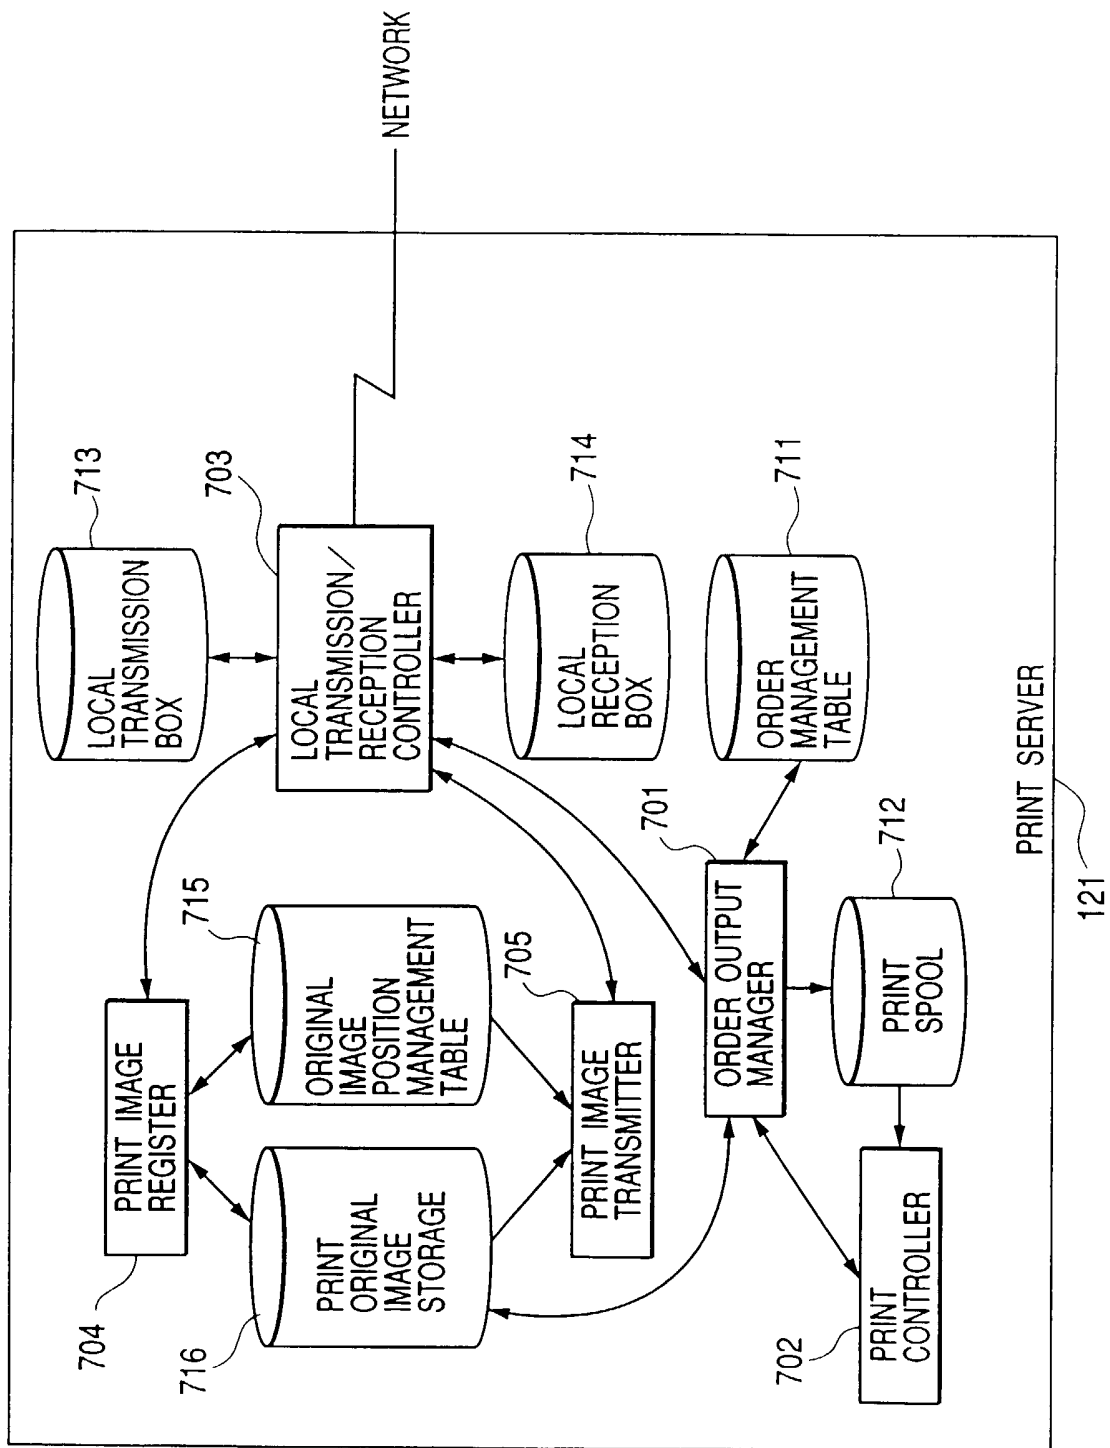 716
PRINT
ORIGINAL
IMAGE
STORAGE
704
PRINT IMAGE
REGISTER
715
ORIGINAL
IMAGE
POSITION
MANAGEMENT
TABLE
713
LOCAL
TRANSMISSION
BOX
703
LOCAL
TRANSMISSION/
RECEPTION
CONTROLLER
NETWORK
705
PRINT IMAGE
TRANSMITTER
714
LOCAL
RECEPTION
BOX
702
PRINT
CONTROLLER
701
ORDER OUTPUT
MANAGER
712
PRINT
SPOOL
711
ORDER
MANAGEMENT
TABLE
PRINT SERVER
121